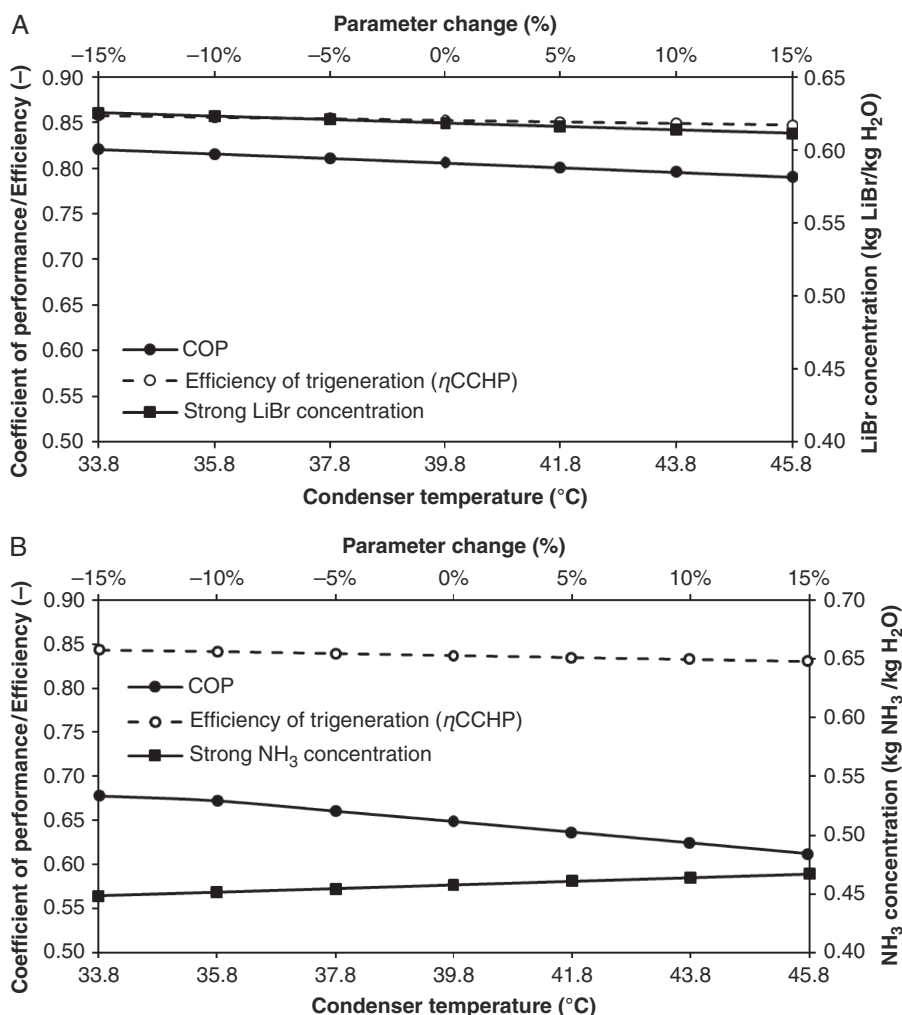 A
Parameter change (%)
–15% –10% –5% 0% 5% 10% 15%
0.90
0.85
0.80
0.75
0.70
0.65
0.60
0.55
0.50
Coefficient of performance/Efficiency (–)
0.65
0.60
0.55
0.50
0.45
0.40
LiBr concentration (kg LiBr/kg H₂O)
COP
Efficiency of trigeneration (ηCCHP)
Strong LiBr concentration
33.8 35.8 37.8 39.8 41.8 43.8 45.8
Condenser temperature (°C)
B
Parameter change (%)
–15% –10% –5% 0% 5% 10% 15%
0.90
0.85
0.80
0.75
0.70
0.65
0.60
0.55
0.50
Coefficient of performance/Efficiency (–)
0.70
0.65
0.60
0.55
0.50
0.45
0.40
NH₃ concentration (kg NH₃ /kg H₂O)
COP
Efficiency of trigeneration (ηCCHP)
Strong NH₃ concentration
33.8 35.8 37.8 39.8 41.8 43.8 45.8
Condenser temperature (°C)